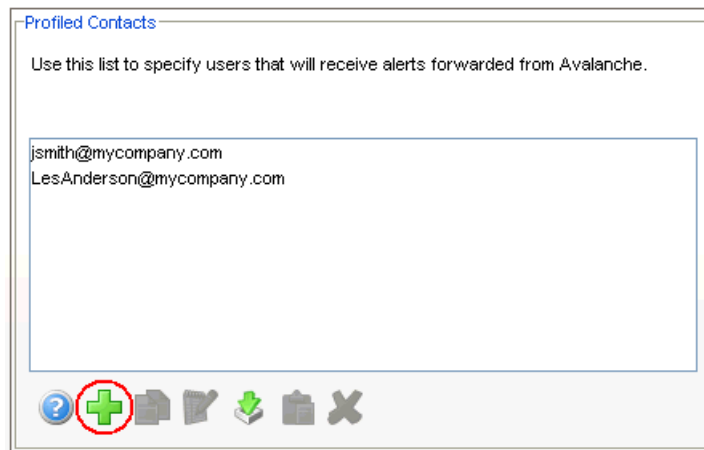 Profiled Contacts
Use this list to specify users that will receive alerts forwarded from Avalanche.
jsmith@mycompany.com
LesAnderson@mycompany.com
?